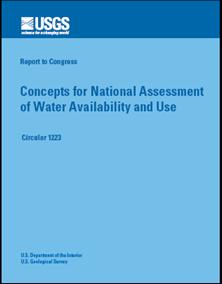 USGS
science for a changing world
Report to Congress
Concepts for National Assessment
of Water Availability and Use
Circular 1223
U.S. Department of the Interior
U.S. Geological Survey